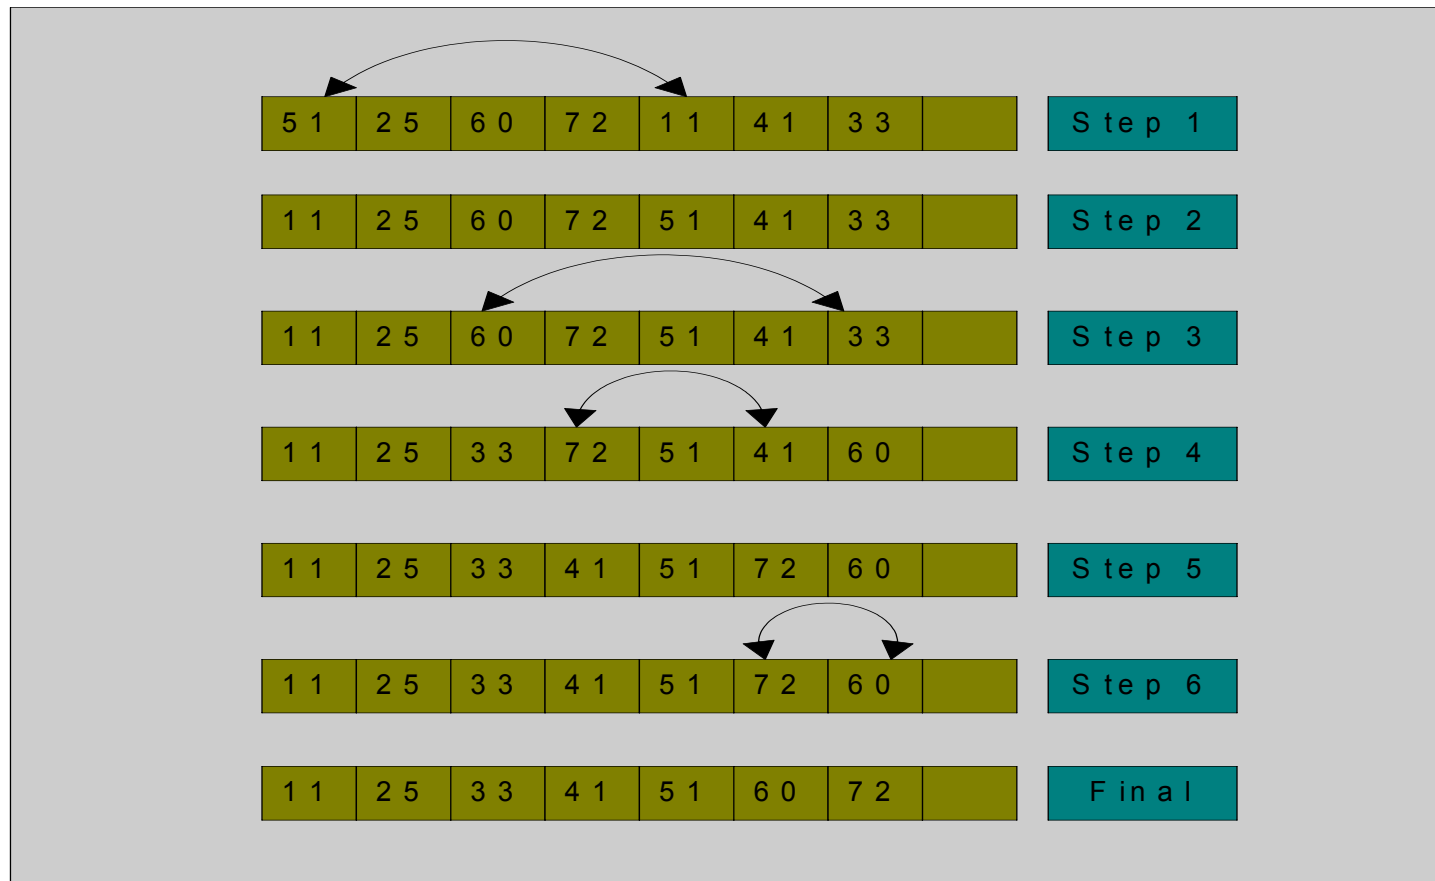 51 25 60 72 11 41 33 Step 1
11 25 60 72 51 41 33 Step 2
11 25 60 72 51 41 33 Step 3
11 25 33 72 51 41 60 Step 4
11 25 33 41 51 72 60 Step 5
11 25 33 41 51 72 60 Step 6
11 25 33 41 51 60 72 Final